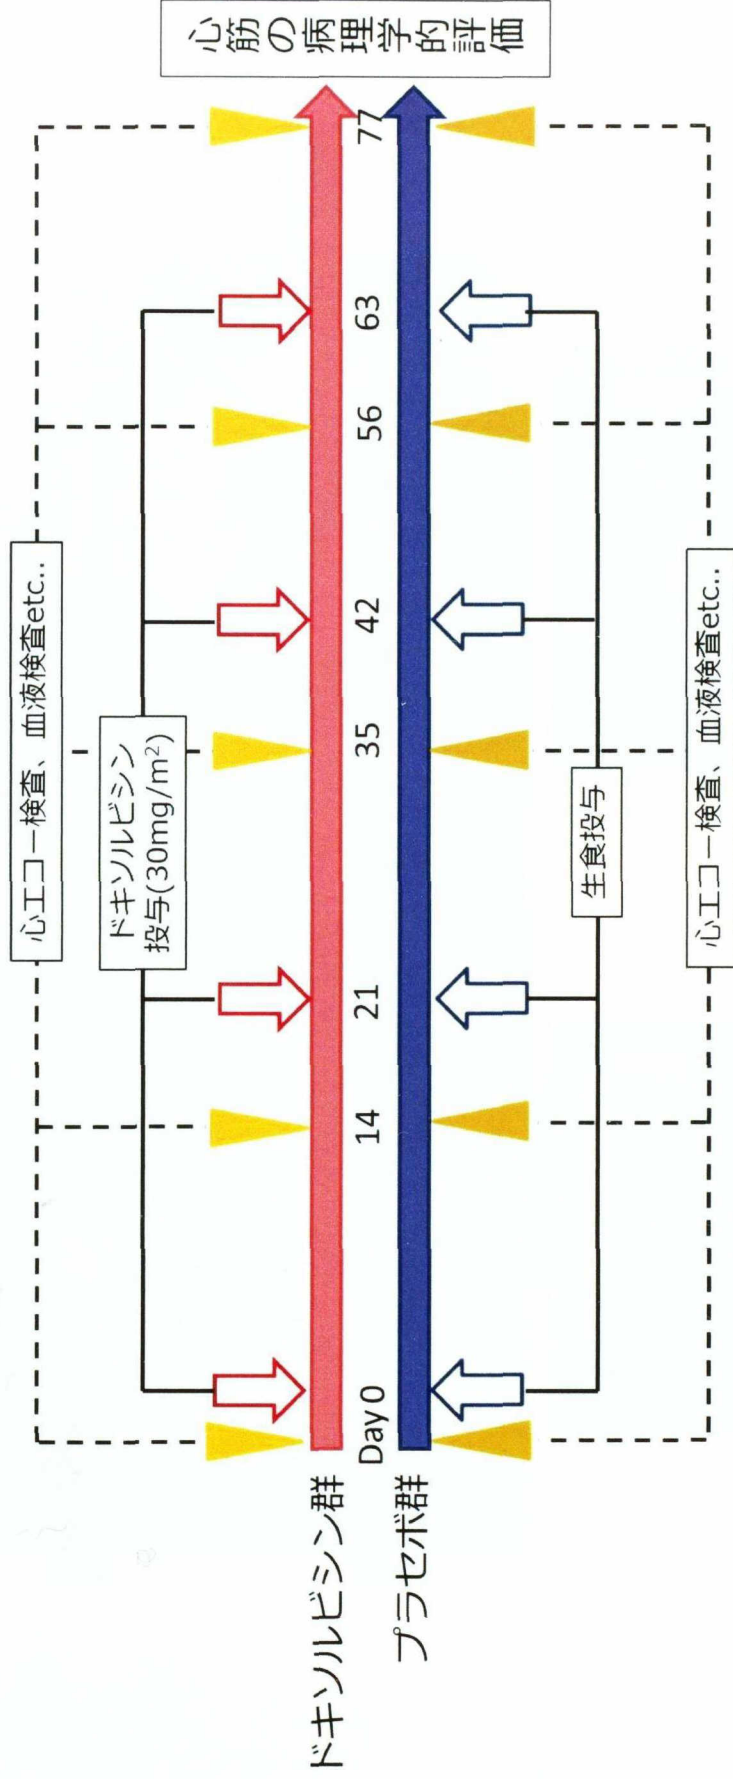 心エコー検査、血液検査etc..
ドキソルビシン
投与(30mg/m²)
ドキソルビシン群
Day 0
14
21
35
42
56
63
77
プラセボ群
生食投与
心エコー検査、血液検査etc..
心筋の病理学的評価